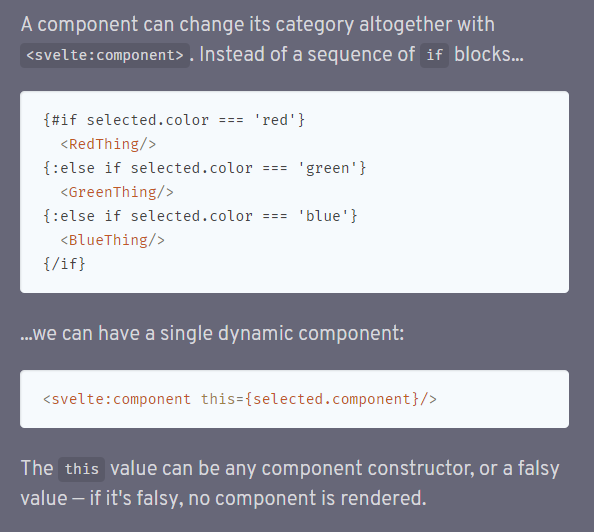 A component can change its category altogether with
<svelte:component> . Instead of a sequence of if blocks...
{#if selected.color === 'red'}
  <RedThing/>
{:else if selected.color === 'green'}
  <GreenThing/>
{:else if selected.color === 'blue'}
  <BlueThing/>
{/if}
...we can have a single dynamic component:
<svelte:component this={selected.component}/>
The this value can be any component constructor, or a falsy
value — if it's falsy, no component is rendered.